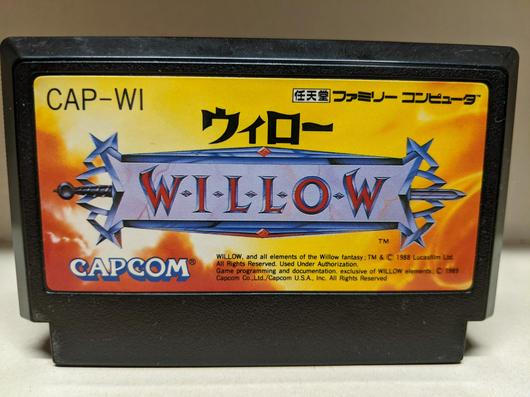 CAP-WI
任天堂 ファミリー コンピュータ™
ウィロー
W·I·L·L·O·W
TM
CAPCOM®
WILLOW, and all elements of the Willow fantasy; TM & © 1988 Lucasfilm Ltd.
All Rights Reserved. Used Under Authorization.
Game programming and documentation, exclusive of WILLOW elements, © 1989
Capcom Co.,Ltd./Capcom U.S.A., Inc. All Rights Reserved